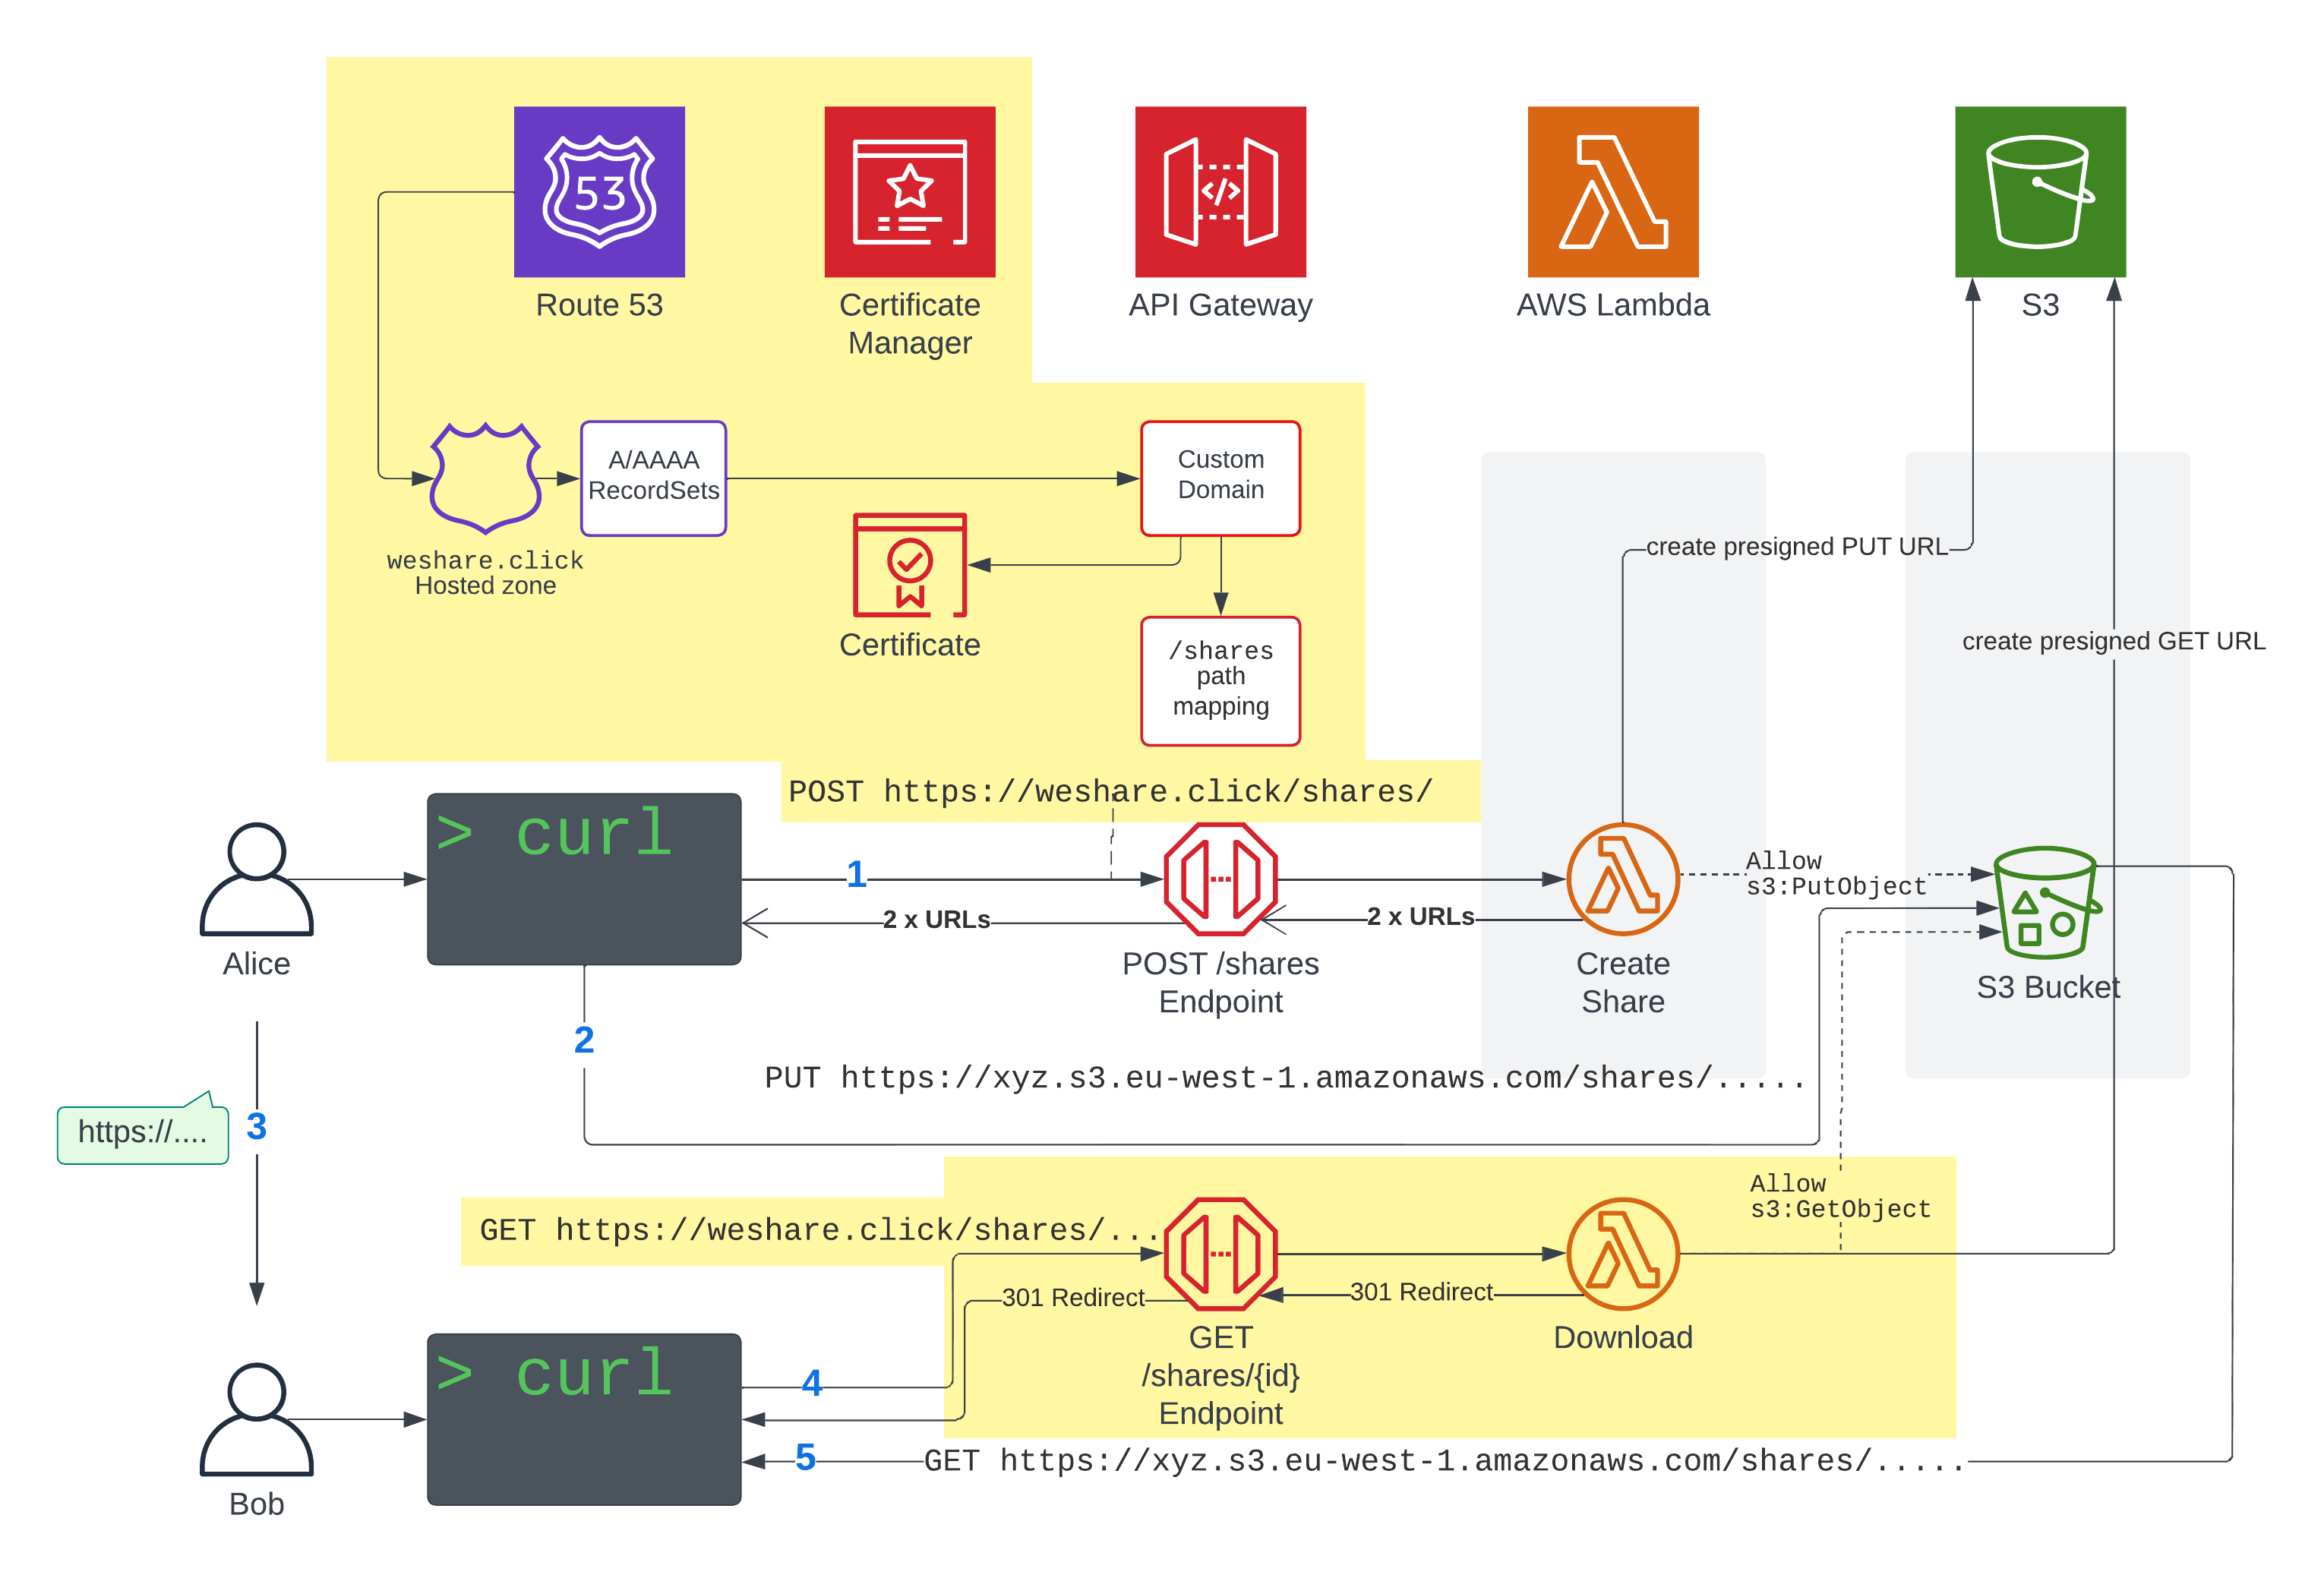 53
Route 53
Certificate
Manager
API Gateway
AWS Lambda
S3
A/AAAA
RecordSets
Custom
Domain
weshare.click
Hosted zone
Certificate
/shares
path
mapping
create presigned PUT URL
create presigned GET URL
POST https://weshare.click/shares/
> curl
1
2 x URLs
2 x URLs
Allow
s3:PutObject
Alice
POST /shares
Endpoint
Create
Share
S3 Bucket
2
PUT https://xyz.s3.eu-west-1.amazonaws.com/shares/.....
https://....
3
Allow
s3:GetObject
GET https://weshare.click/shares/...
301 Redirect
301 Redirect
GET
/shares/{id}
Endpoint
Download
> curl
4
5
GET https://xyz.s3.eu-west-1.amazonaws.com/shares/.....
Bob